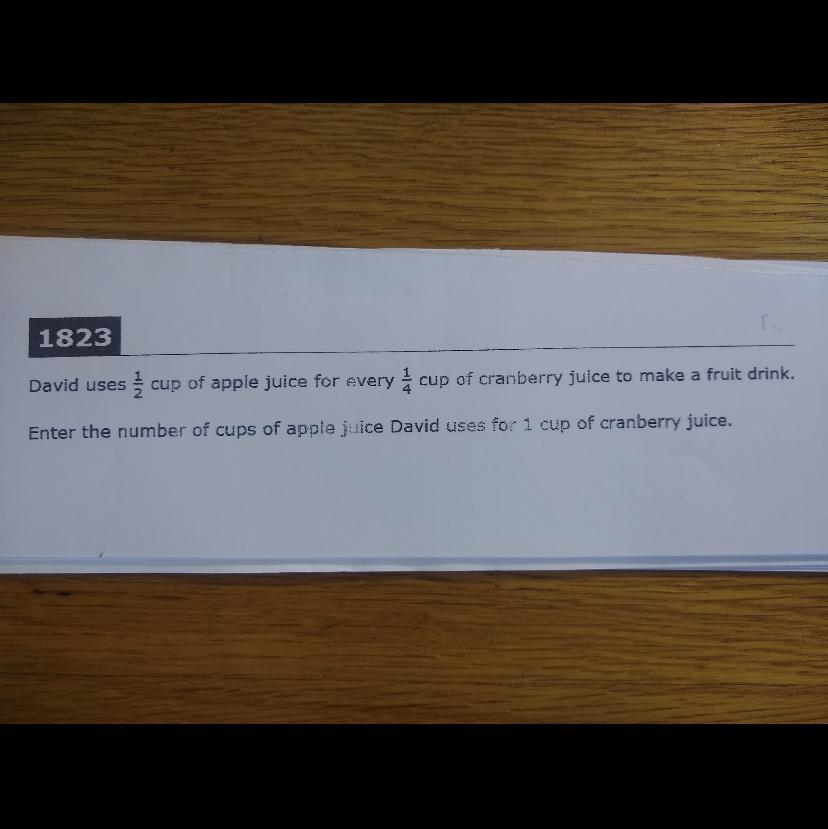 1823
David uses 1/2 cup of apple juice for every 1/4 cup of cranberry juice to make a fruit drink.
Enter the number of cups of apple juice David uses for 1 cup of cranberry juice.